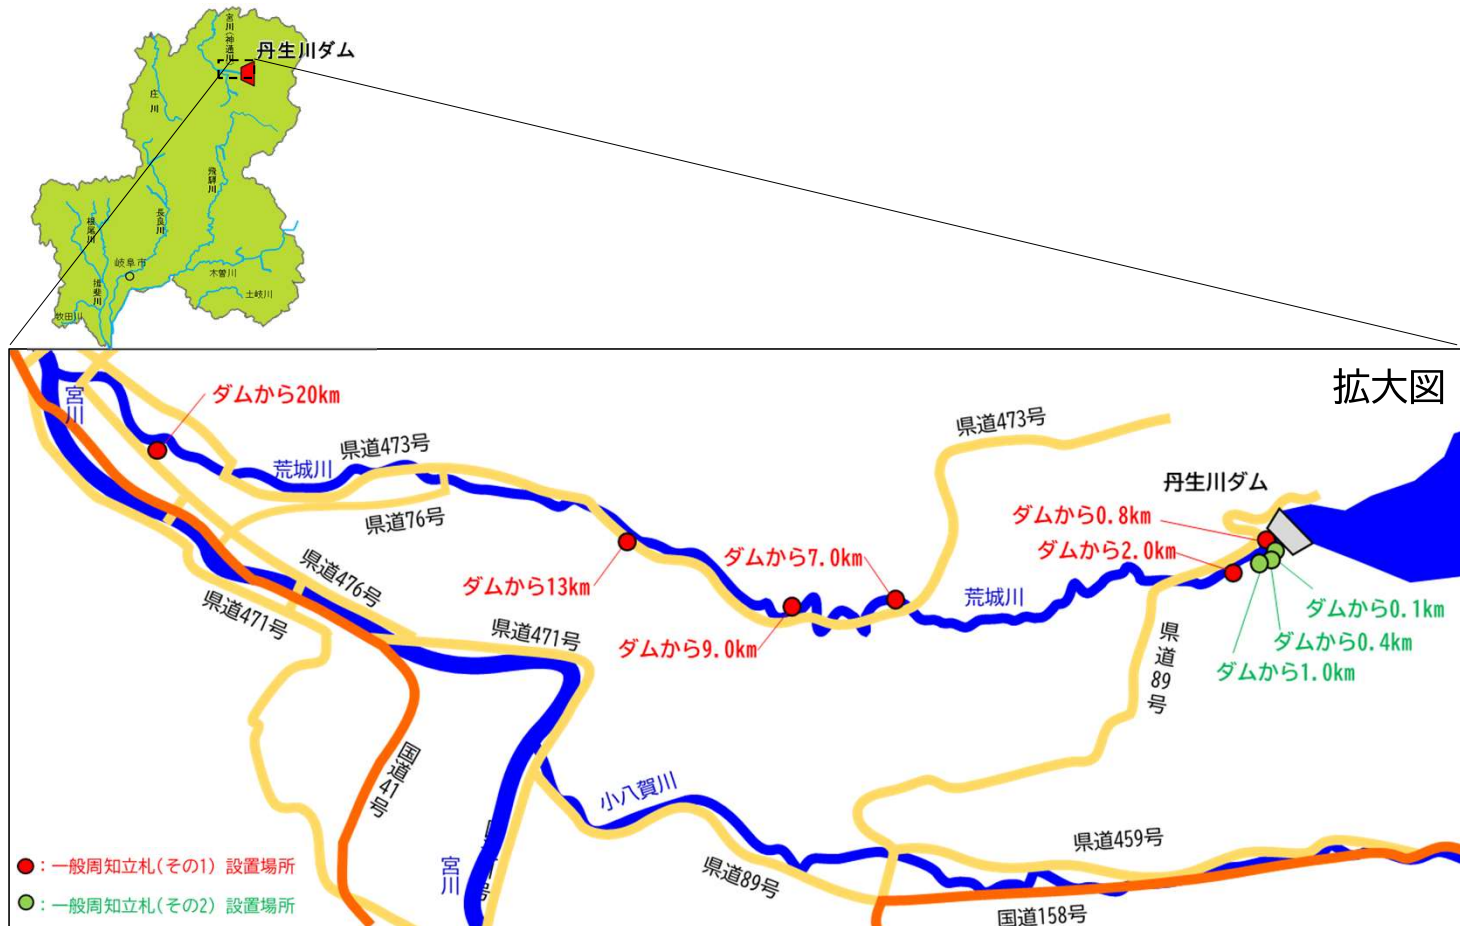 宮川(神通川)
丹生川ダム
庄川
飛騨川
長良川
根尾川
岐阜市
木曽川
揖斐川
土岐川
牧田川
拡大図
宮川
ダムから20km
県道473号
荒城川
県道76号
県道473号
丹生川ダム
ダムから0.8km
ダムから2.0km
ダムから7.0km
ダムから13km
県道476号
県道471号
荒城川
ダムから0.1km
県道471号
ダムから9.0km
ダムから0.4km
ダムから1.0km
県道89号
国道41号
小八賀川
県道459号
宮川
県道89号
国道158号
:一般周知立札(その1) 設置場所
:一般周知立札(その2) 設置場所